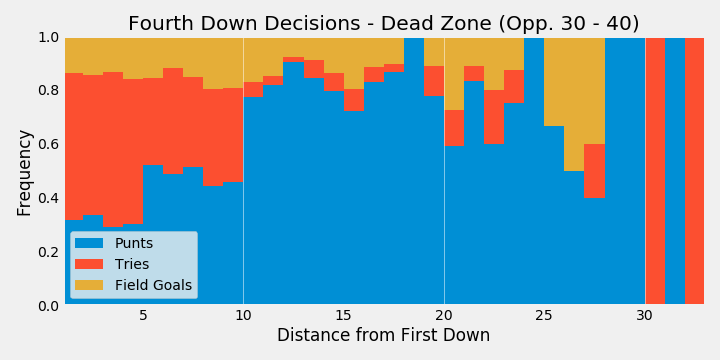 Fourth Down Decisions - Dead Zone (Opp. 30 - 40)
1.0
0.8
0.6
0.4
0.2
0.0
Frequency
Punts
Tries
Field Goals
5
10
15
20
25
30
Distance from First Down